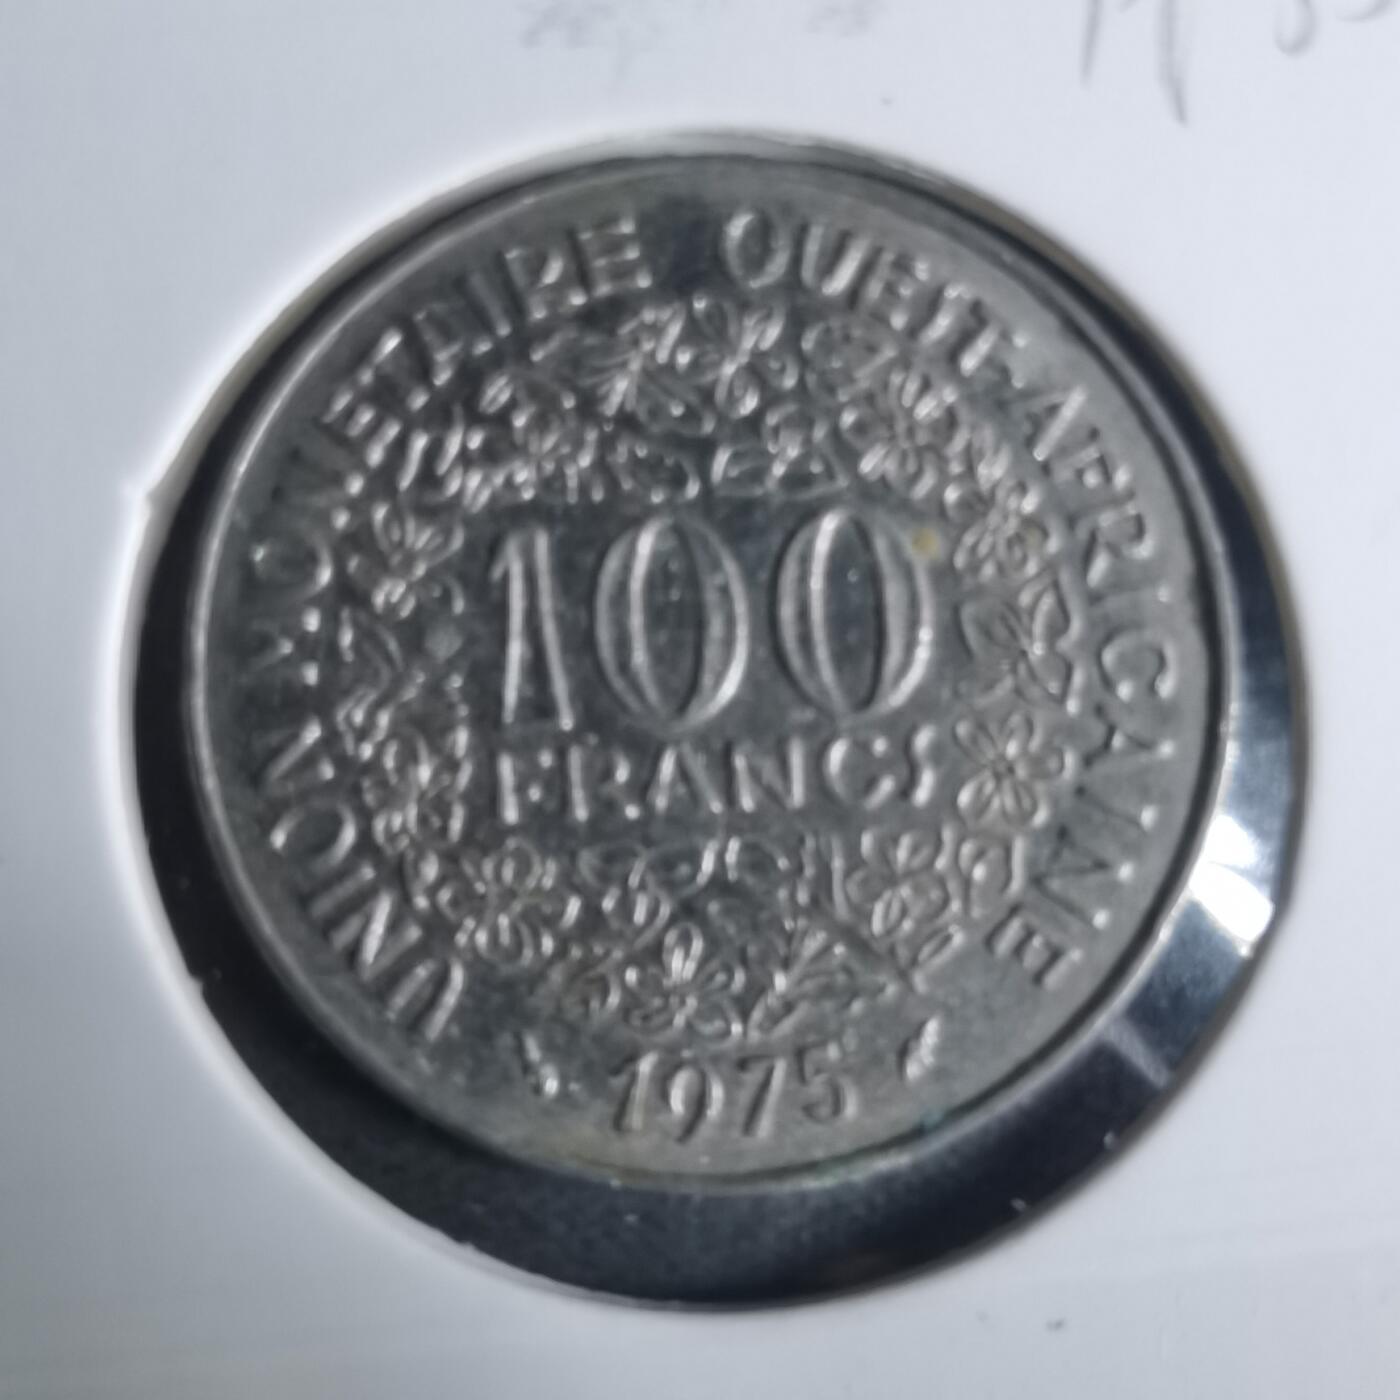 UNION MONETAIRE OUEST-AFRICAINE
100
FRANCS
1975